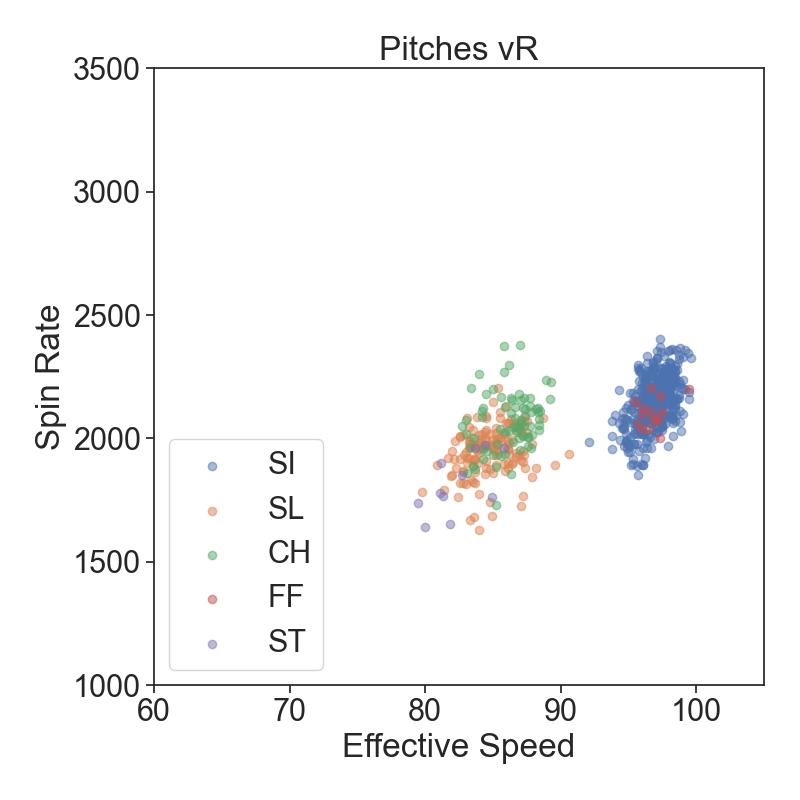 Pitches vR
3500
3000
2500
2000
1500
1000
Spin Rate
SI
SL
CH
FF
ST
60 70 80 90 100
Effective Speed